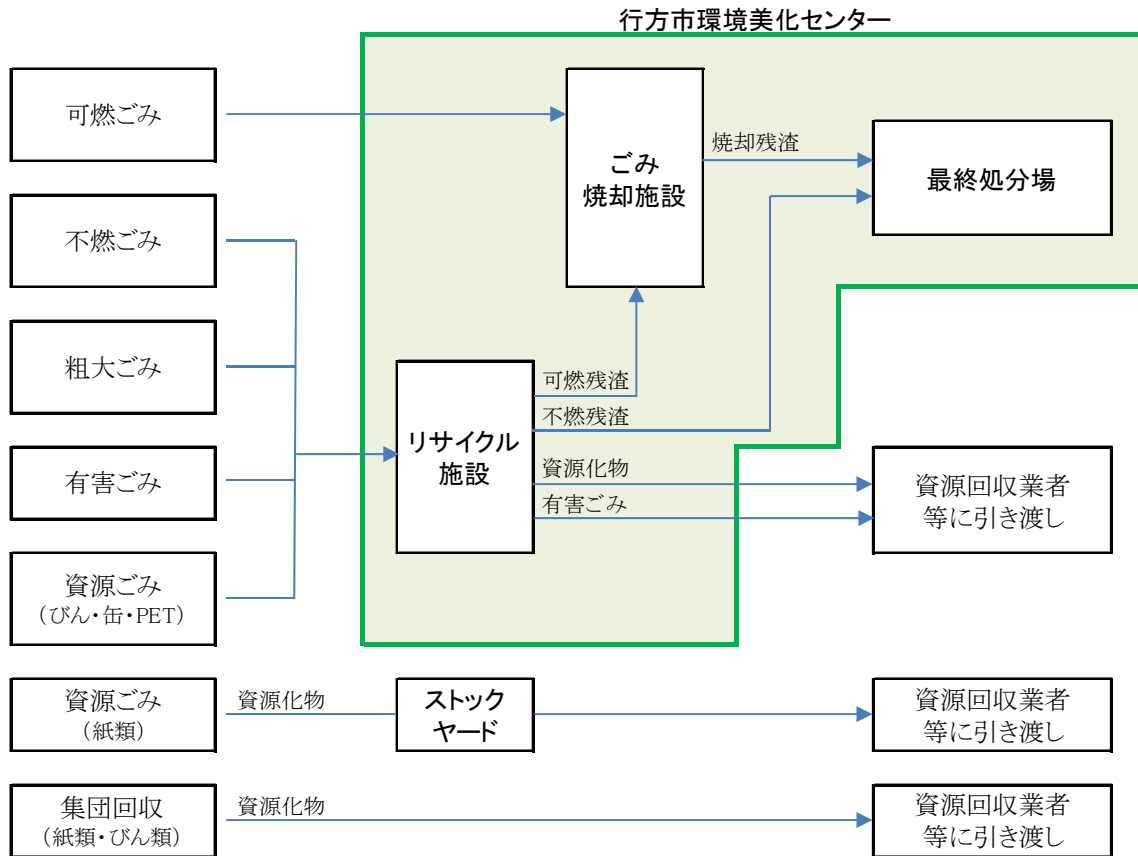 行方市環境美化センター
可燃ごみ
ごみ
焼却施設
焼却残渣
最終処分場
不燃ごみ
粗大ごみ
有害ごみ
資源ごみ
（びん・缶・PET）
リサイクル
施設
可燃残渣
不燃残渣
資源化物
有害ごみ
資源回収業者
等に引き渡し
資源ごみ
（紙類）
資源化物
ストック
ヤード
資源回収業者
等に引き渡し
集団回収
（紙類・びん類）
資源化物
資源回収業者
等に引き渡し